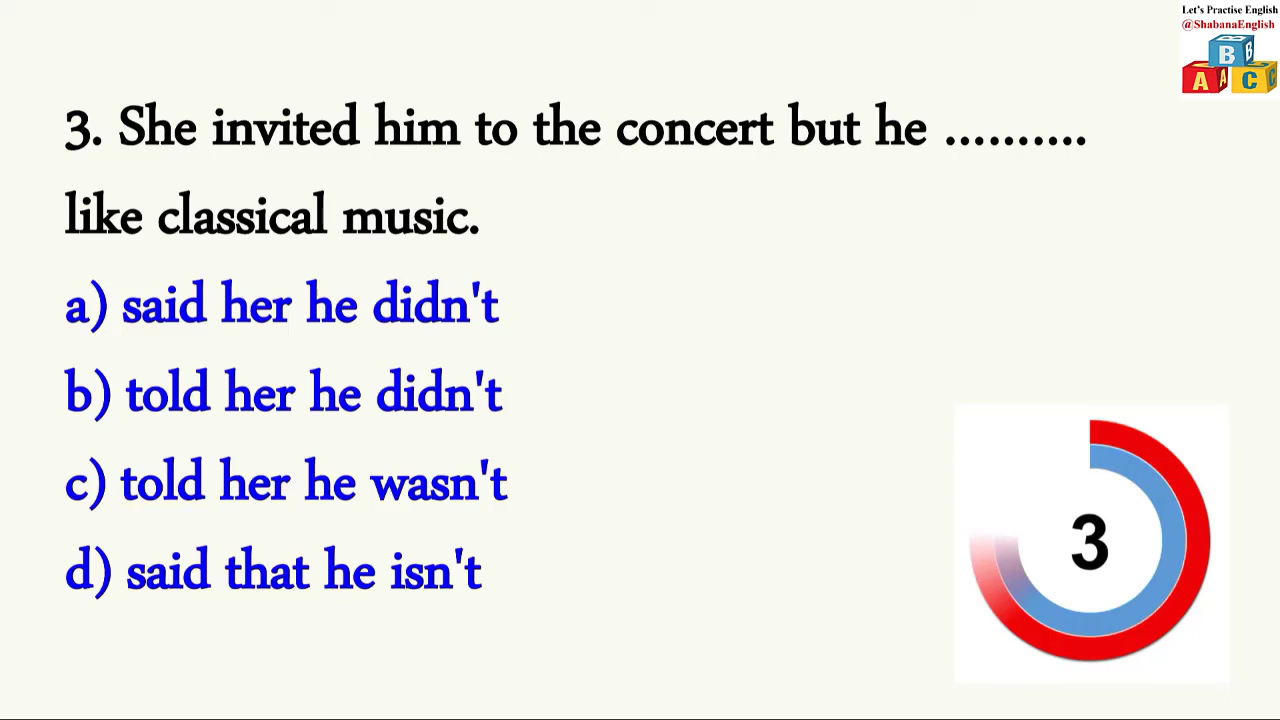 Let's Practise English
@ShabanaEnglish
B B
A A C C
3. She invited him to the concert but he ..........
like classical music.
a) said her he didn't
b) told her he didn't
c) told her he wasn't
d) said that he isn't
3